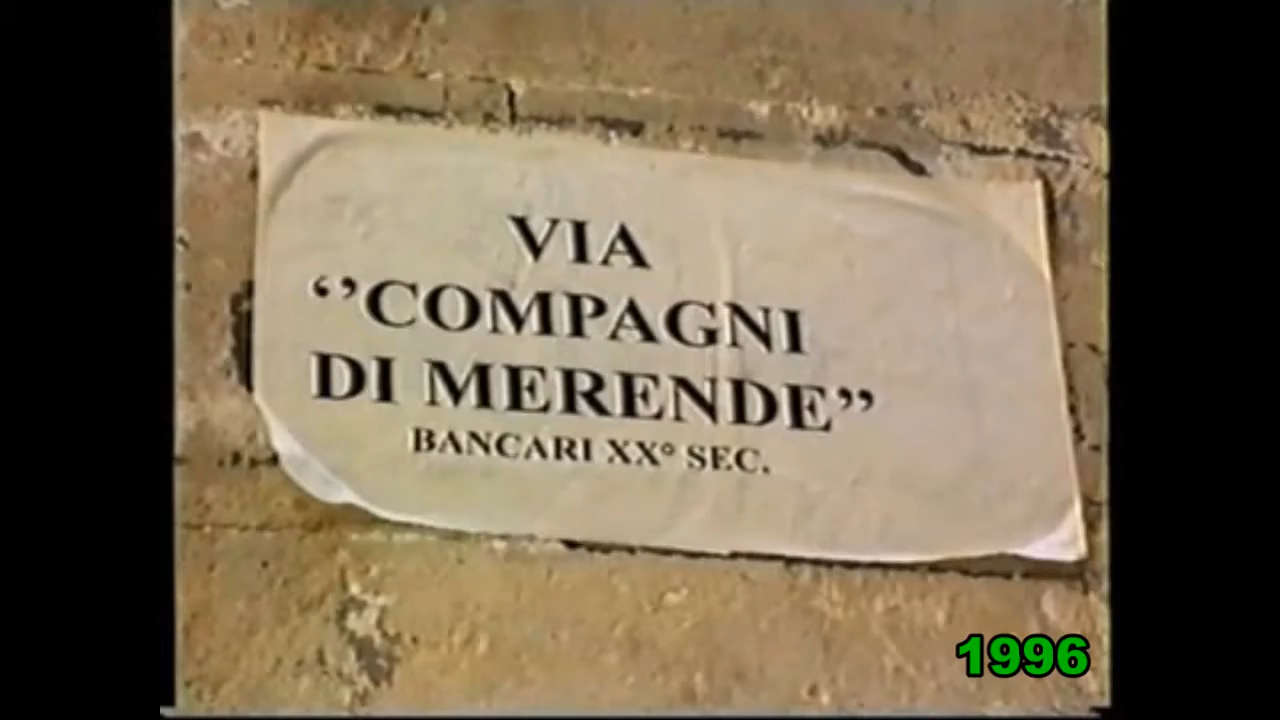 VIA
‘’COMPAGNI
DI MERENDE”
BANCARI XX° SEC.
1996